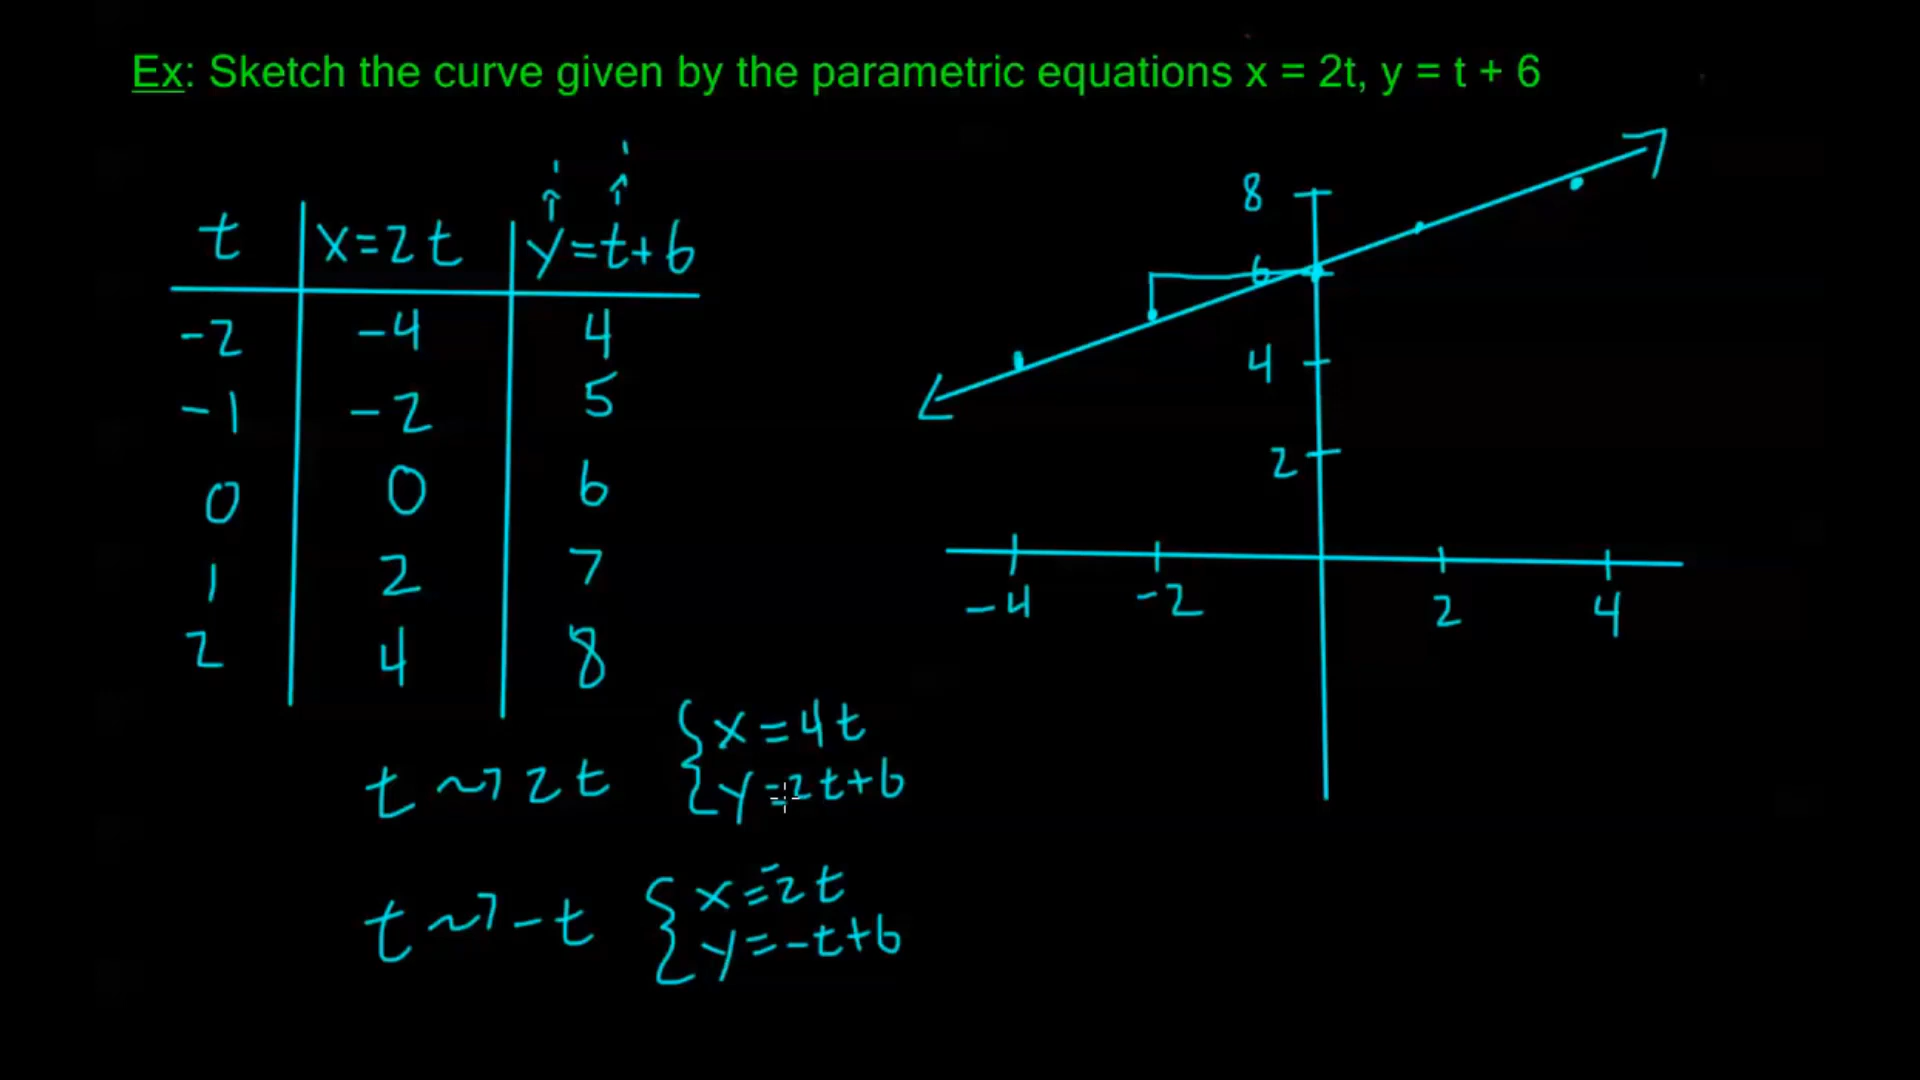 Ex: Sketch the curve given by the parametric equations x = 2t, y = t + 6
t x=2t y=t+6
-2 -4 4
-1 -2 5
0 0 6
1 2 7
2 4 8
8
6
4
2
-4 -2 2 4
t ~> 2t { x=4t
y=2t+6
t ~> -t { x=-2t
y=-t+6